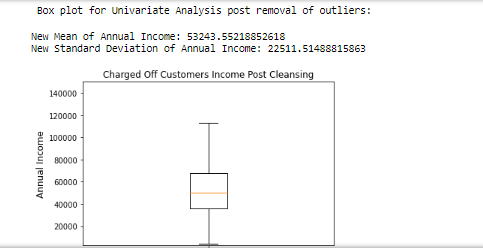 Box plot for Univariate Analysis post removal of outliers:
New Mean of Annual Income: 53243.55218852618
New Standard Deviation of Annual Income: 22511.51488815863
Charged Off Customers Income Post Cleansing
Annual Income
140000
120000
100000
80000
60000
40000
20000